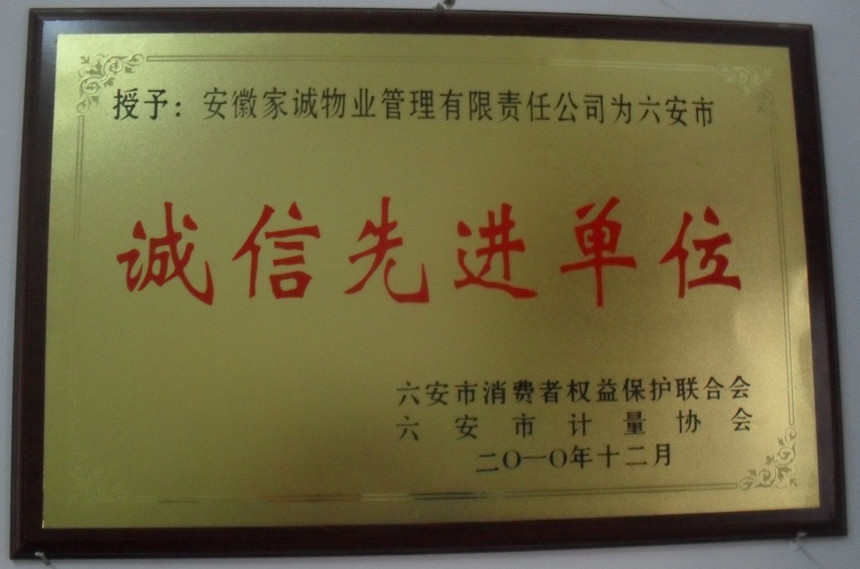 授予：安徽家诚物业管理有限责任公司为六安市
诚信先进单位
六安市消费者权益保护联合会
六安市计量协会
二〇一〇年十二月